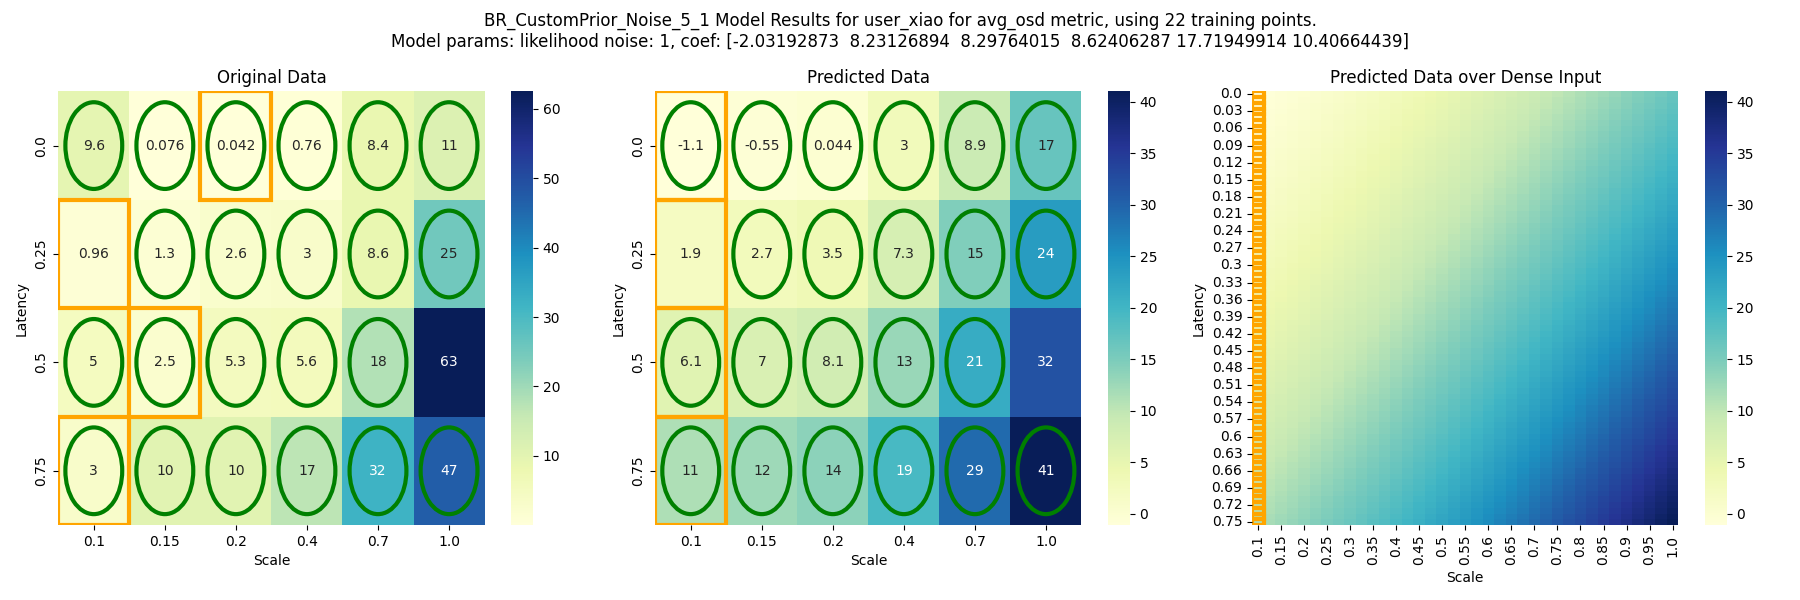 BR_CustomPrior_Noise_5_1 Model Results for user_xiao for avg_osd metric, using 22 training points.
Model params: likelihood noise: 1, coef: [-2.03192873  8.23126894  8.29764015  8.62406287 17.71949914 10.40664439]
Original Data
Latency
0.0
0.25
0.5
0.75
9.6 0.076 0.042 0.76 8.4 11
0.96 1.3 2.6 3 8.6 25
5 2.5 5.3 5.6 18 63
3 10 10 17 32 47
0.1 0.15 0.2 0.4 0.7 1.0
Scale
60
50
40
30
20
10
Predicted Data
Latency
0.0
0.25
0.5
0.75
-1.1 -0.55 0.044 3 8.9 17
1.9 2.7 3.5 7.3 15 24
6.1 7 8.1 13 21 32
11 12 14 19 29 41
0.1 0.15 0.2 0.4 0.7 1.0
Scale
40
35
30
25
20
15
10
5
0
Predicted Data over Dense Input
Latency
0.0
0.03
0.06
0.09
0.12
0.15
0.18
0.21
0.24
0.27
0.3
0.33
0.36
0.39
0.42
0.45
0.48
0.51
0.54
0.57
0.6
0.63
0.66
0.69
0.72
0.75
0.1 0.15 0.2 0.25 0.3 0.35 0.4 0.45 0.5 0.55 0.6 0.65 0.7 0.75 0.8 0.85 0.9 0.95 1.0
Scale
40
35
30
25
20
15
10
5
0